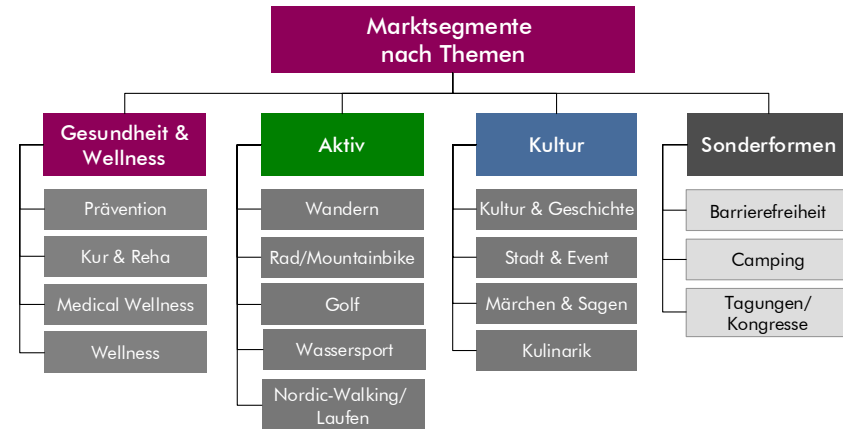 Marktsegmente
nach Themen
Gesundheit &
Wellness
Prävention
Kur & Reha
Medical Wellness
Wellness
Aktiv
Wandern
Rad/Mountainbike
Golf
Wassersport
Nordic-Walking/
Laufen
Kultur
Kultur & Geschichte
Stadt & Event
Märchen & Sagen
Kulinarik
Sonderformen
Barrierefreiheit
Camping
Tagungen/
Kongresse